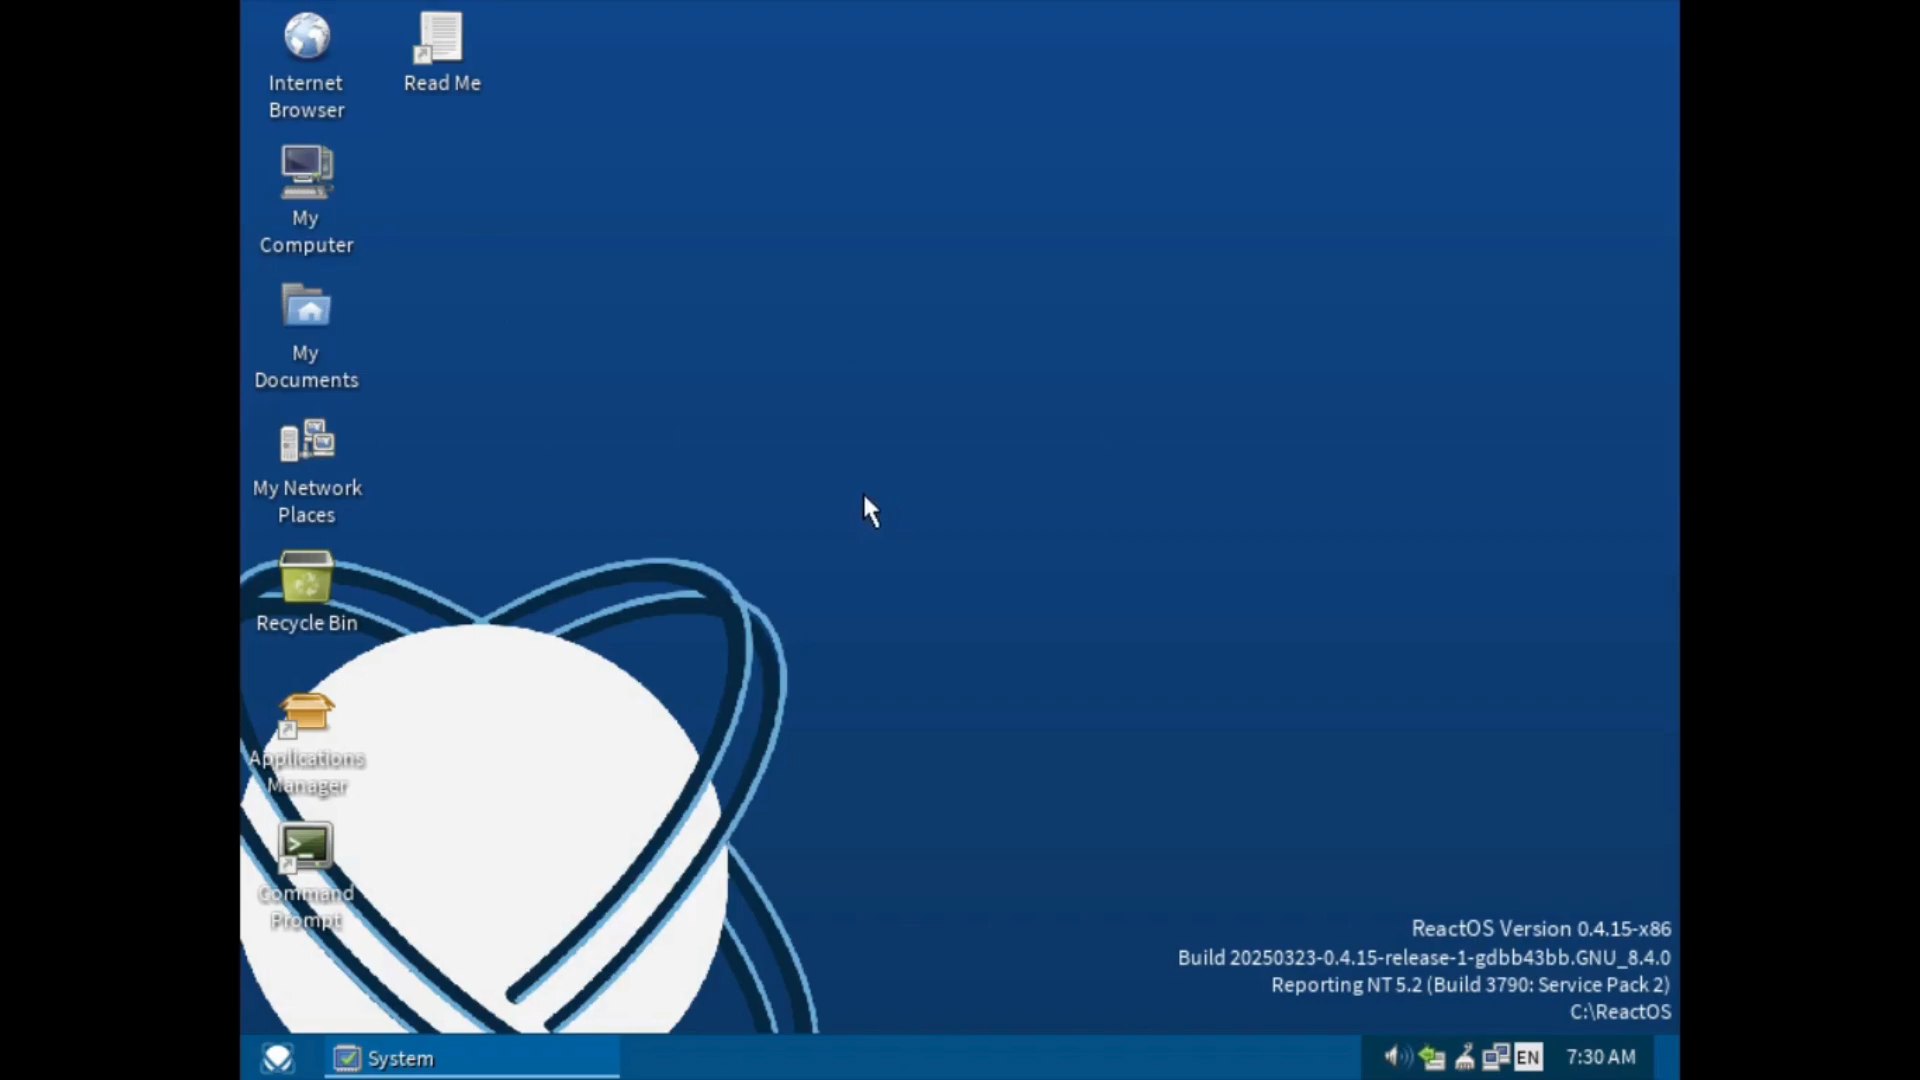 Internet
Browser
Read Me
My
Computer
My
Documents
My Network
Places
Recycle Bin
Applications
Manager
Command
Prompt
ReactOS Version 0.4.15-x86
Build 20250323-0.4.15-release-1-gdbb43bb.GNU_8.4.0
Reporting NT 5.2 (Build 3790: Service Pack 2)
C:\ReactOS
System
EN
7:30 AM